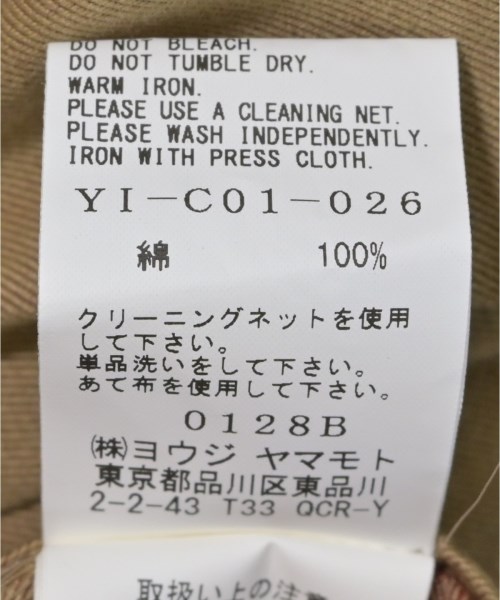 DO NOT BLEACH.
DO NOT TUMBLE DRY.
WARM IRON.
PLEASE USE A CLEANING NET.
PLEASE WASH INDEPENDENTLY.
IRON WITH PRESS CLOTH.
YI-C01-026
綿 100%
クリーニングネットを使用
して下さい。
単品洗いをして下さい。
あて布を使用して下さい。
0128B
㈱ヨウジ ヤマモト
東京都品川区東品川
2-2-43 T33 QCR-Y
取扱い上の注意